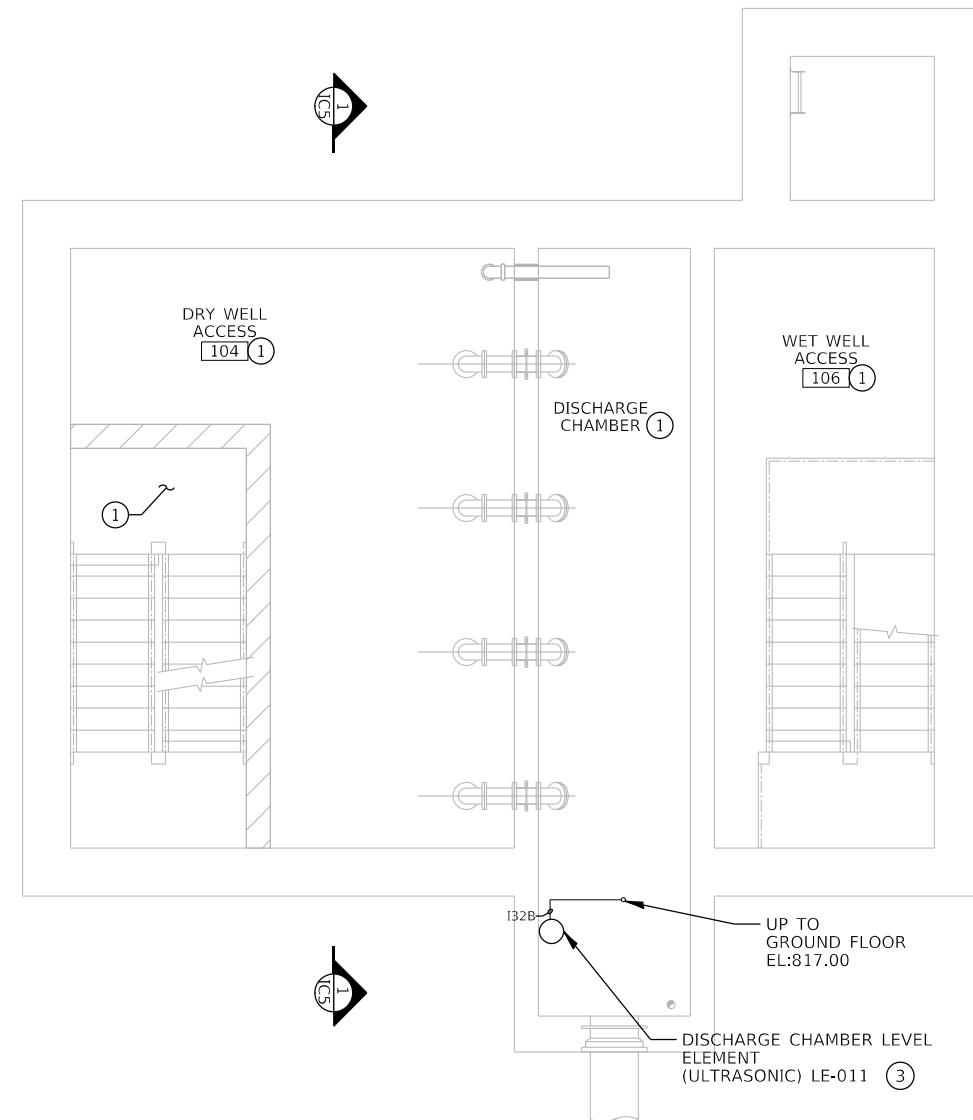 1
IC5
DRY WELL
ACCESS
104 1
WET WELL
ACCESS
106 1
DISCHARGE
CHAMBER 1
1
I32B
UP TO
GROUND FLOOR
EL:817.00
1
IC5
DISCHARGE CHAMBER LEVEL
ELEMENT
(ULTRASONIC) LE-011 3